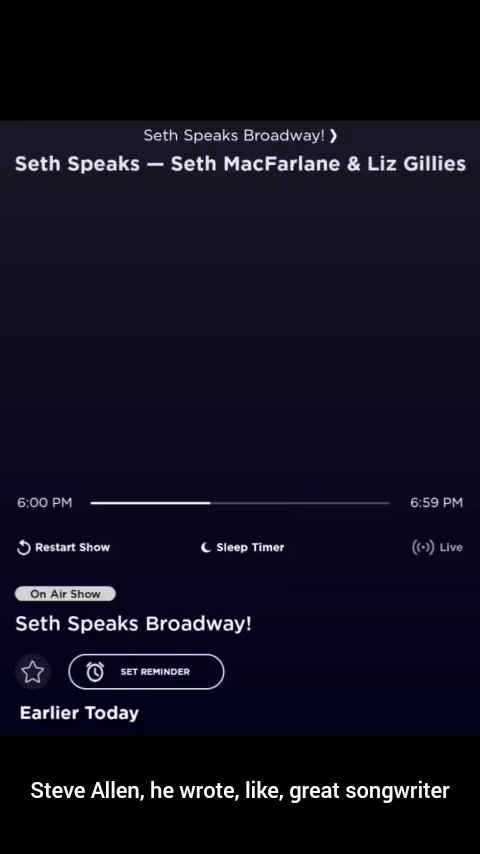 Seth Speaks Broadway! ❯
Seth Speaks — Seth MacFarlane & Liz Gillies
6:00 PM
6:59 PM
Restart Show
Sleep Timer
Live
On Air Show
Seth Speaks Broadway!
SET REMINDER
Earlier Today
Steve Allen, he wrote, like, great songwriter